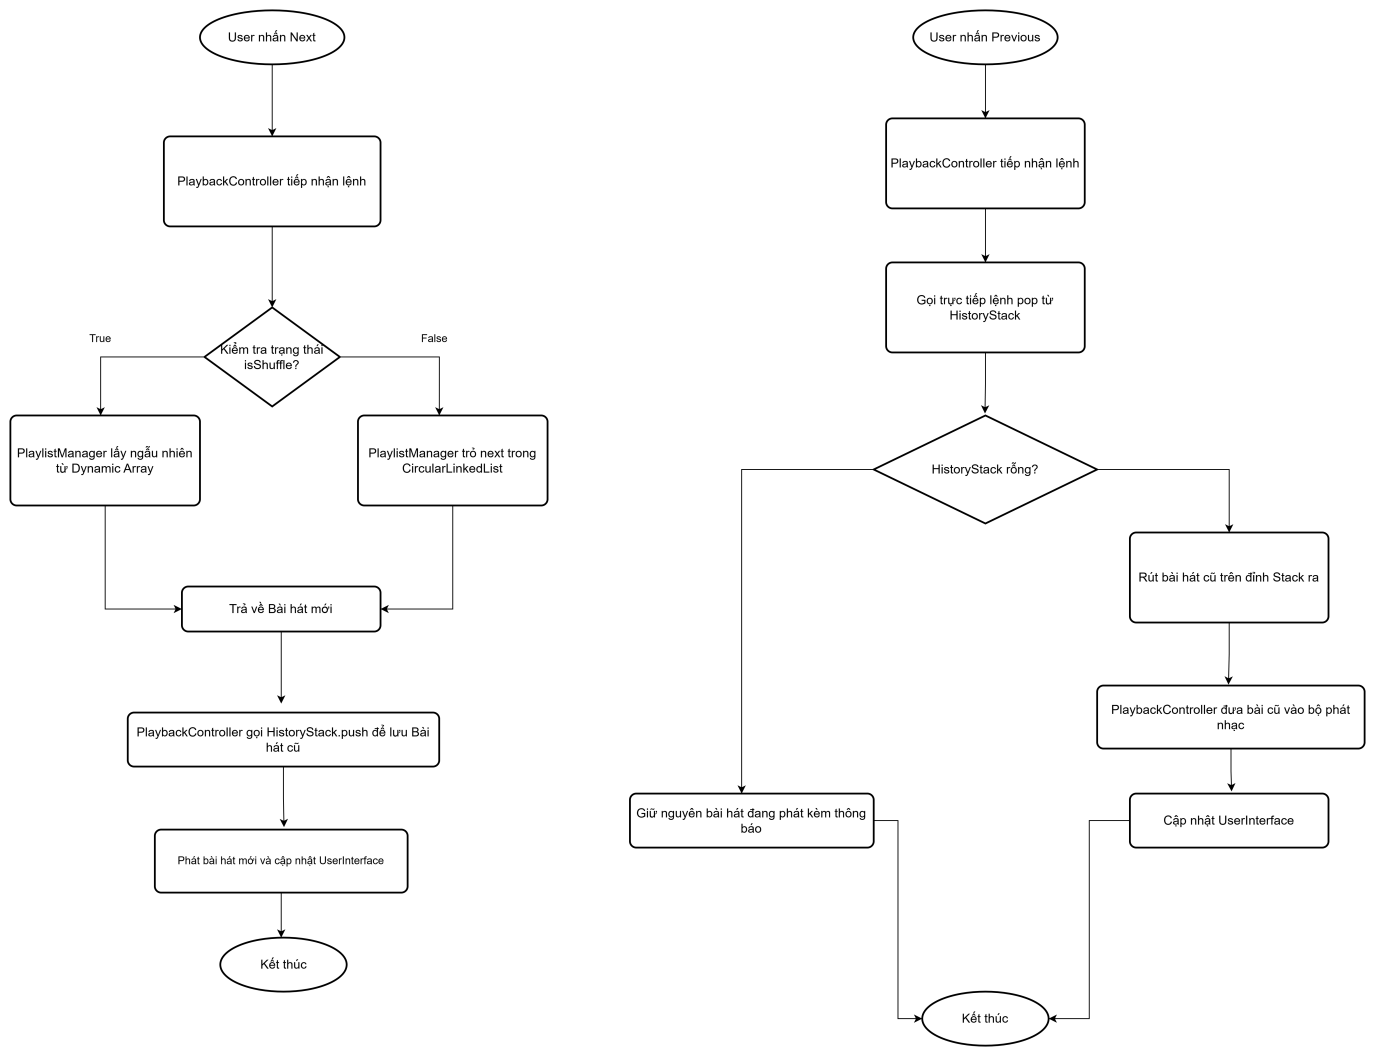 User nhấn Next
PlaybackController tiếp nhận lệnh
Kiểm tra trạng thái
isShuffle?
True
False
PlaylistManager lấy ngẫu nhiên
từ Dynamic Array
PlaylistManager trỏ next trong
CircularLinkedList
Trả về Bài hát mới
PlaybackController gọi HistoryStack.push để lưu Bài
hát cũ
Phát bài hát mới và cập nhật UserInterface
Kết thúc
User nhấn Previous
PlaybackController tiếp nhận lệnh
Gọi trực tiếp lệnh pop từ
HistoryStack
HistoryStack rỗng?
Rút bài hát cũ trên đỉnh Stack ra
PlaybackController đưa bài cũ vào bộ phát
nhạc
Giữ nguyên bài hát đang phát kèm thông
báo
Cập nhật UserInterface
Kết thúc